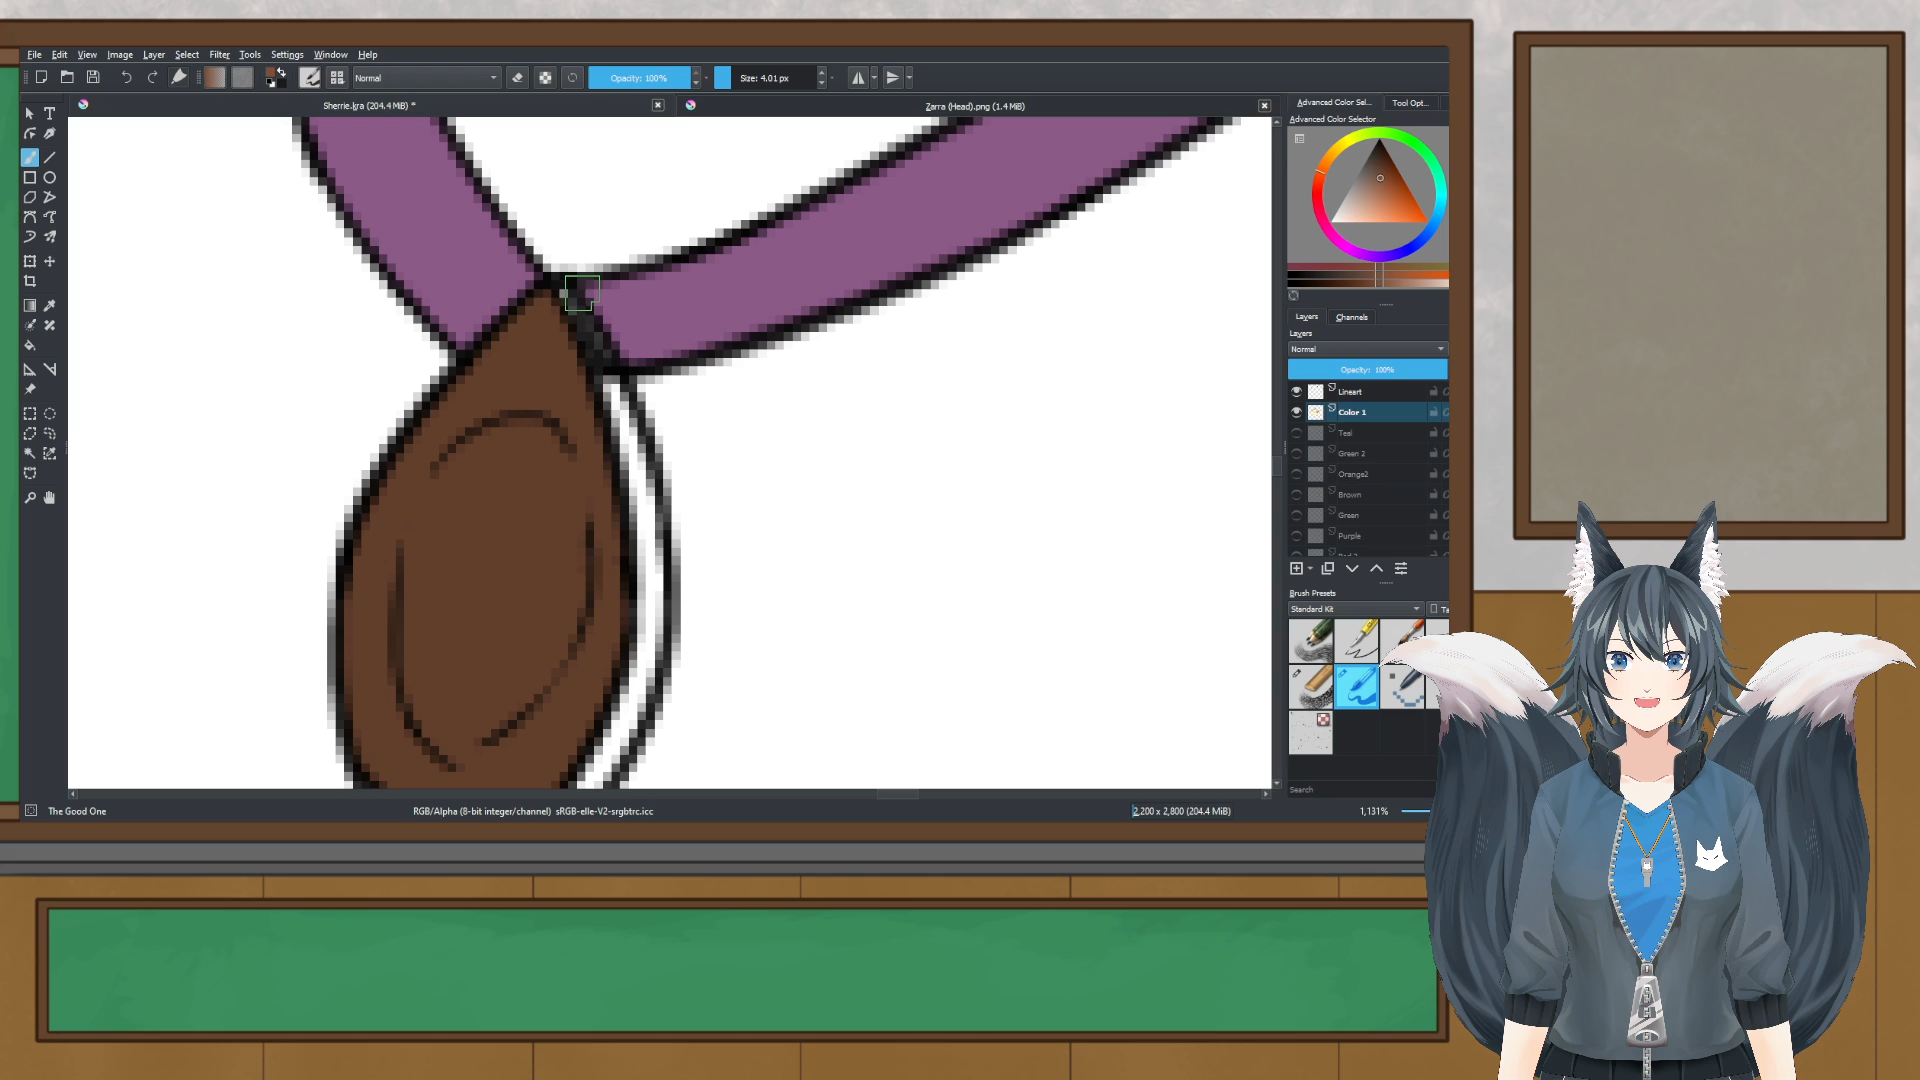 File Edit View Image Layer Select Filter Tools Settings Window Help
Normal Opacity: 100% Size: 4.01 px
Sherrie.kra (204.4 MiB) * Zarra (Head).png (1.4 MiB)
Advanced Color Sel... Tool Opt...
Advanced Color Selector
Layers Channels
Layers
Normal
Opacity: 100%
Lineart
Color 1
Teal
Green 2
Orange2
Brown
Green
Purple
Brush Presets
Standard Kit Ta
Search
The Good One RGB/Alpha (8-bit integer/channel) sRGB-elle-V2-srgbtrc.icc 2,200 x 2,800 (204.4 MiB) 1,131%